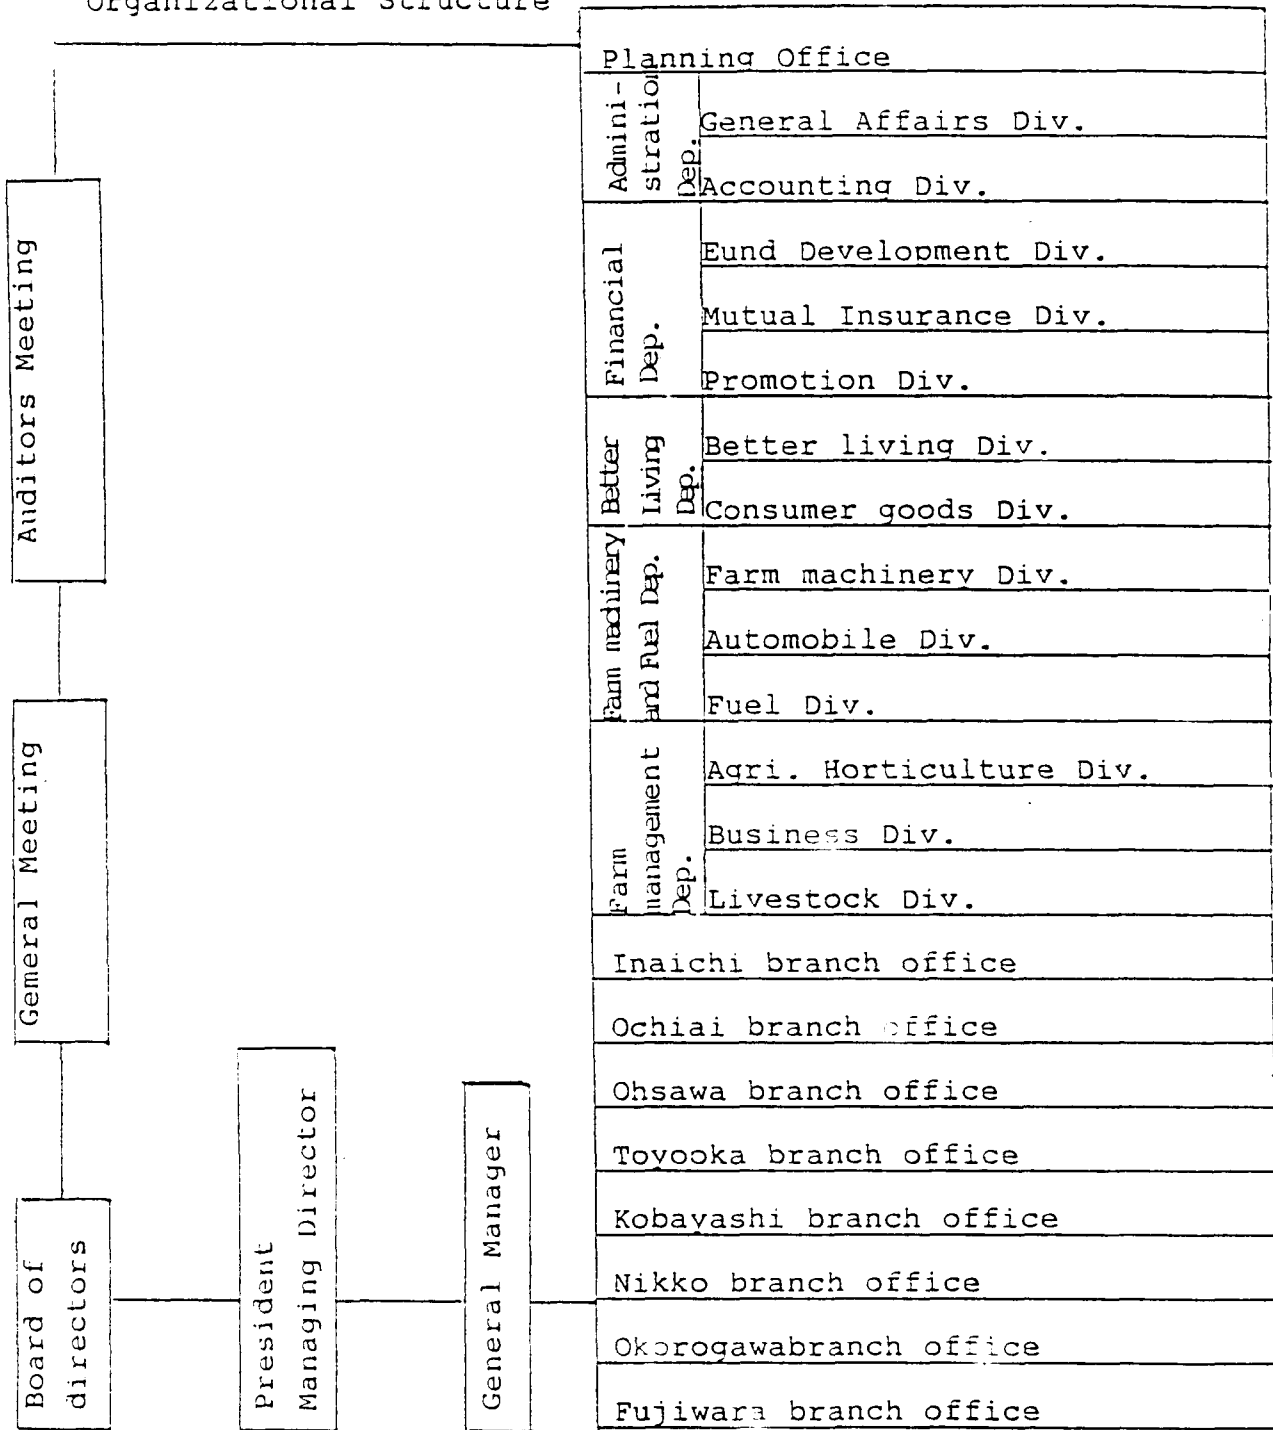 Organizational Structure
Planning Office
Admini-
stration
Dep.
General Affairs Div.
Accounting Div.
Financial
Dep.
Eund Development Div.
Mutual Insurance Div.
Promotion Div.
Better
Living
Dep.
Better living Div.
Consumer goods Div.
Farm machinery
and Fuel Dep.
Farm machinery Div.
Automobile Div.
Fuel Div.
Farm
management
Dep.
Agri. Horticulture Div.
Business Div.
Livestock Div.
Inaichi branch office
Ochiai branch office
Ohsawa branch office
Toyooka branch office
Kobayashi branch office
Nikko branch office
Okorogawabranch office
Fujiwara branch office
Auditors Meeting
Gemeral Meeting
Board of
directors
President
Managing Director
General Manager